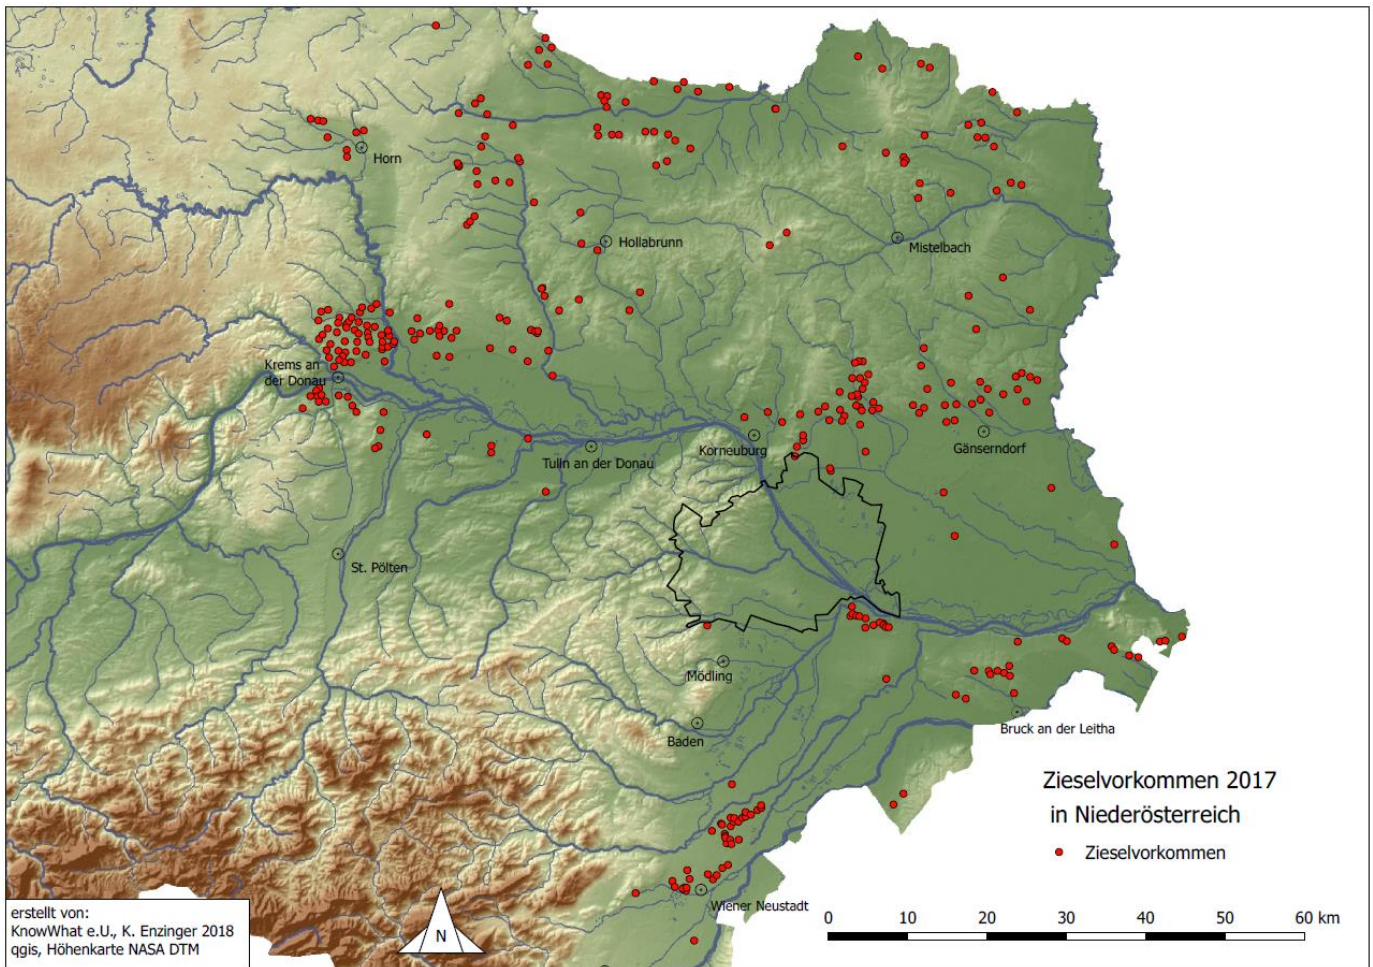 Horn
Hollabrunn
Mistelbach
Krems an
der Donau
Korneuburg
Gänserndorf
Tulln an der Donau
St. Pölten
Mödling
Bruck an der Leitha
Baden
Zieselvorkommen 2017
in Niederösterreich
Zieselvorkommen
Wiener Neustadt
erstellt von:
KnowWhat e.U., K. Enzinger 2018
qgis, Höhenkarte NASA DTM
N
0 10 20 30 40 50 60 km